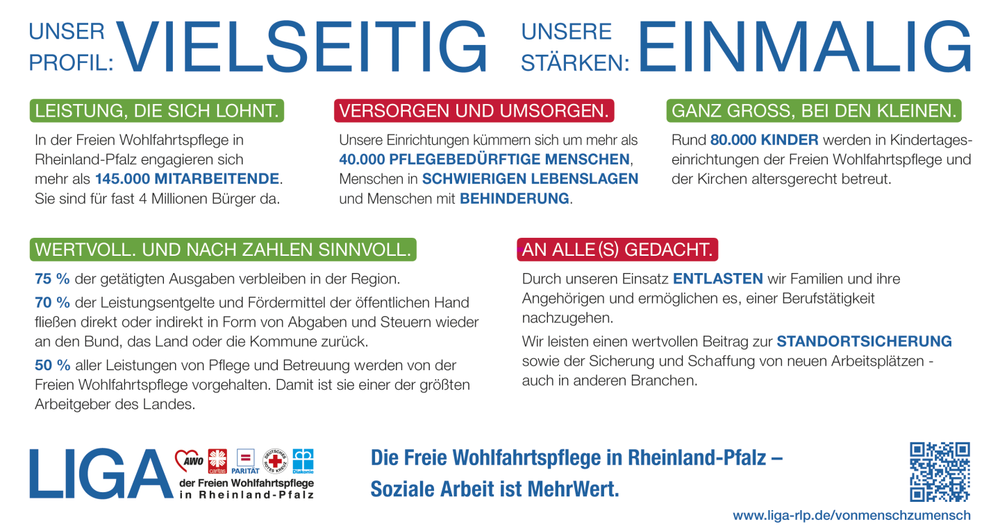 UNSER
PROFIL: VIELSEITIG
UNSERE
STÄRKEN: EINMALIG
LEISTUNG, DIE SICH LOHNT.
In der Freien Wohlfahrtspflege in
Rheinland-Pfalz engagieren sich
mehr als 145.000 MITARBEITENDE.
Sie sind für fast 4 Millionen Bürger da.
VERSORGEN UND UMSORGEN.
Unsere Einrichtungen kümmern sich um mehr als
40.000 PFLEGEBEDÜRFTIGE MENSCHEN,
Menschen in SCHWIERIGEN LEBENSLAGEN
und Menschen mit BEHINDERUNG.
GANZ GROSS, BEI DEN KLEINEN.
Rund 80.000 KINDER werden in Kindertages-
einrichtungen der Freien Wohlfahrtspflege und
der Kirchen altersgerecht betreut.
WERTVOLL. UND NACH ZAHLEN SINNVOLL.
75 % der getätigten Ausgaben verbleiben in der Region.
70 % der Leistungsentgelte und Fördermittel der öffentlichen Hand
fließen direkt oder indirekt in Form von Abgaben und Steuern wieder
an den Bund, das Land oder die Kommune zurück.
50 % aller Leistungen von Pflege und Betreuung werden von der
Freien Wohlfahrtspflege vorgehalten. Damit ist sie einer der größten
Arbeitgeber des Landes.
AN ALLE(S) GEDACHT.
Durch unseren Einsatz ENTLASTEN wir Familien und ihre
Angehörigen und ermöglichen es, einer Berufstätigkeit
nachzugehen.
Wir leisten einen wertvollen Beitrag zur STANDORTSICHERUNG
sowie der Sicherung und Schaffung von neuen Arbeitsplätzen -
auch in anderen Branchen.
LIGA
AWO
caritas
PARITÄT
DEUTSCHES ROTES KREUZ
Diakonie
der Freien Wohlfahrtspflege
in Rheinland-Pfalz
Die Freie Wohlfahrtspflege in Rheinland-Pfalz –
Soziale Arbeit ist MehrWert.
www.liga-rlp.de/vonmenschzumensch